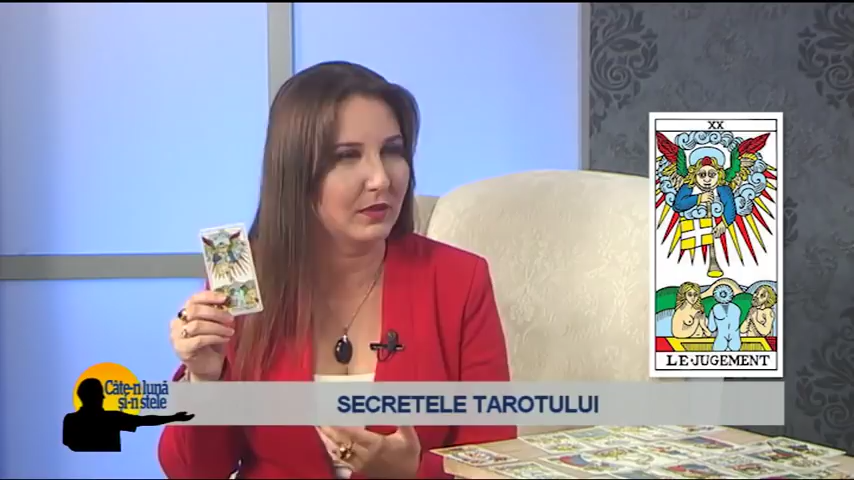 XX
LE·JUGEMENT
Câte-n lună
și-n stele
SECRETELE TAROTULUI